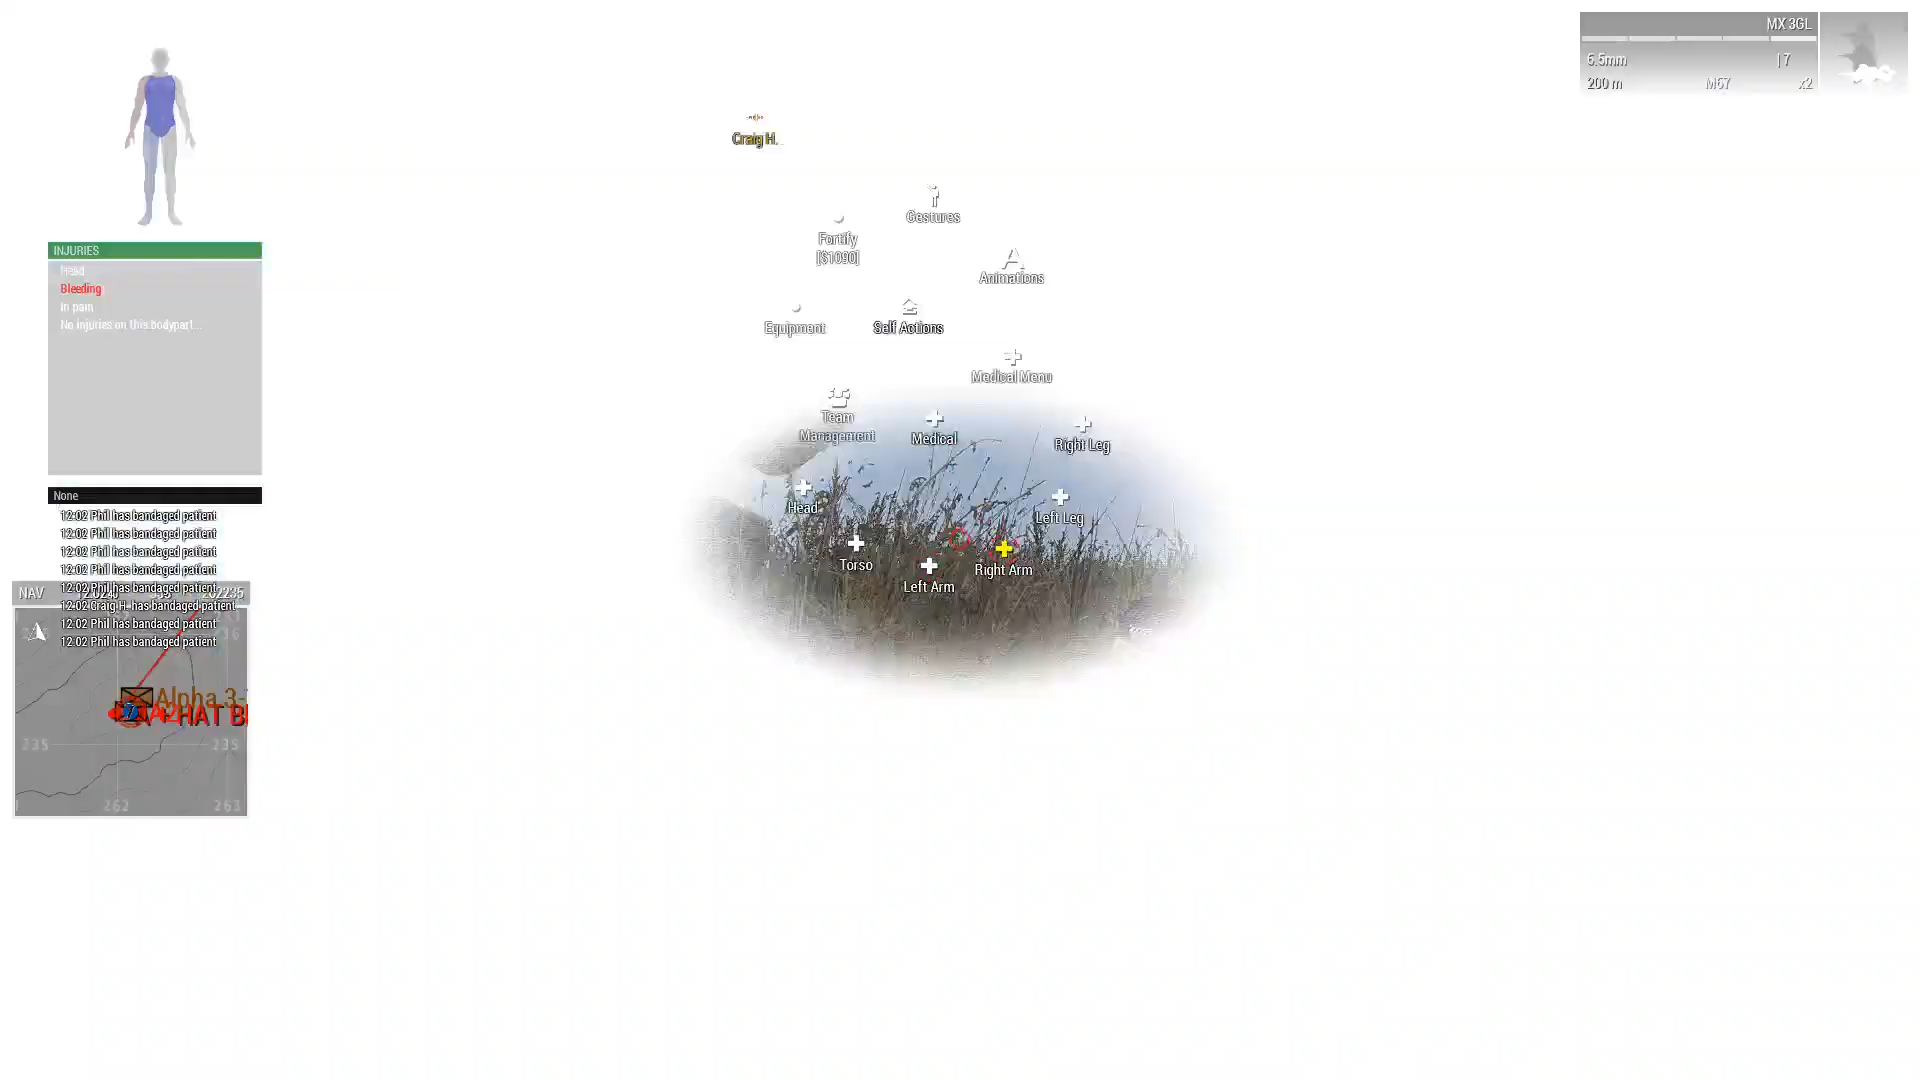 MX 3GL
6.5mm
| 7
200 m
M67
x2
Craig H.
Gestures
Fortify
[$1090]
Animations
Equipment
Self Actions
Medical Menu
Team
Management
Medical
Right Leg
Head
Left Leg
Torso
Right Arm
Left Arm
INJURIES
Head
Bleeding
In pain
No injuries on this bodypart...
None
12:02 Phil has bandaged patient
12:02 Phil has bandaged patient
12:02 Phil has bandaged patient
12:02 Phil has bandaged patient
12:02 Phil has bandaged patient
NAV
12:02 Craig H. has bandaged patient
12:02 Phil has bandaged patient
12:02 Phil has bandaged patient
Alpha 3-
HAT
235
235
262
263